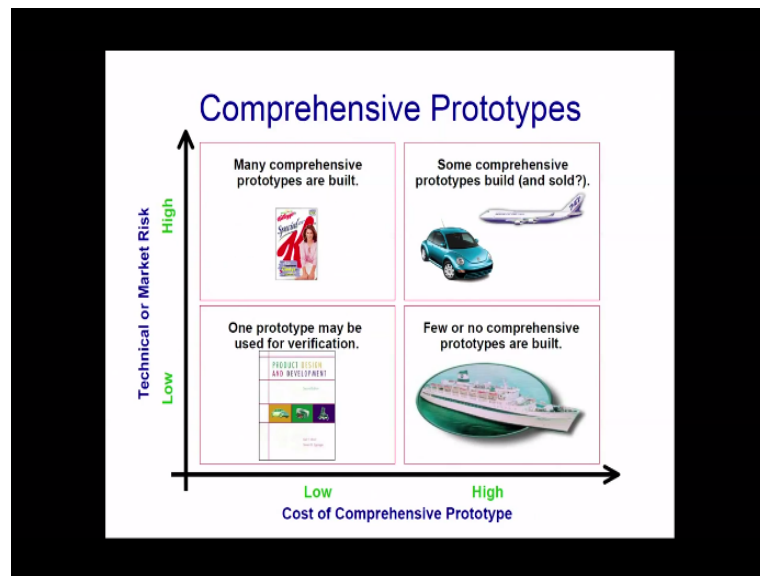 Comprehensive Prototypes
Technical or Market Risk
High
Low
Many comprehensive
prototypes are built.
Kellogg's
Special
K
Some comprehensive
prototypes build (and sold?).
One prototype may be
used for verification.
PRODUCT DESIGN
AND DEVELOPMENT
Few or no comprehensive
prototypes are built.
Low
High
Cost of Comprehensive Prototype